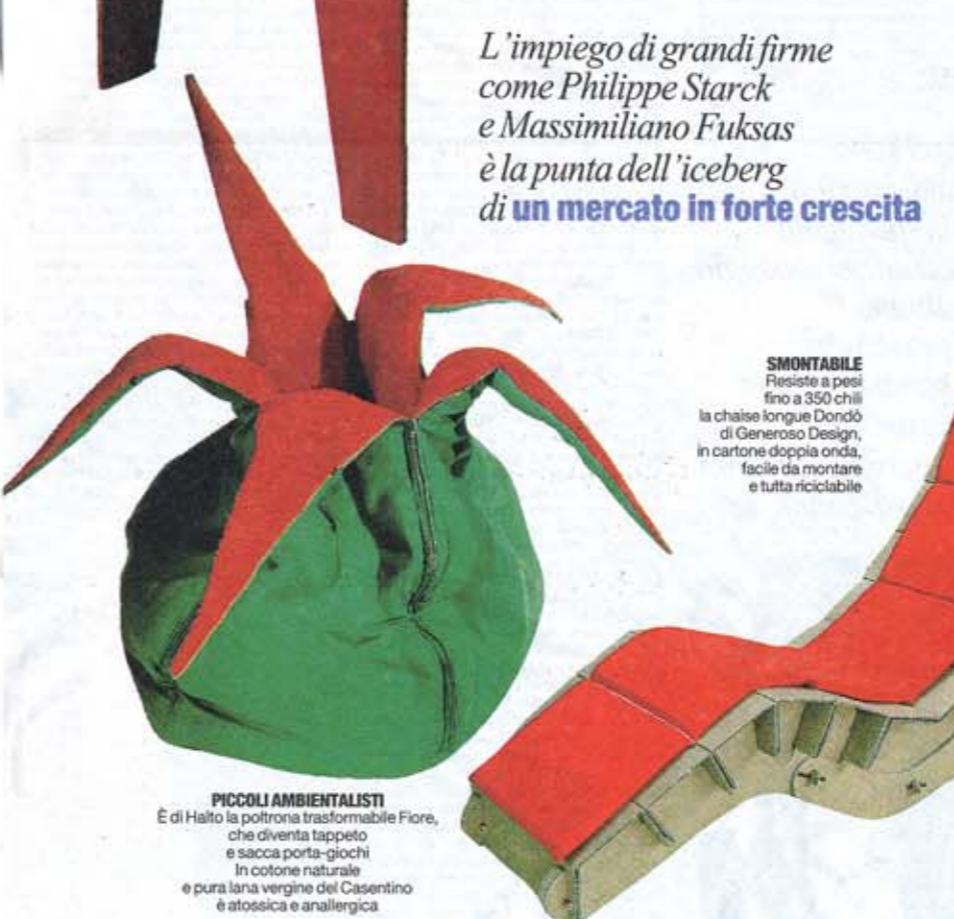 L'impiego di grandi firme
come Philippe Starck
e Massimiliano Fuksas
è la punta dell'iceberg
di un mercato in forte crescita
SMONTABILE
Resiste a pesi
fino a 350 chili
la chaise longue Dondò
di Generoso Design,
in cartone doppia onda,
facile da montare
e tutta riciclabile
PICCOLI AMBIENTALISTI
È di Halto la poltrona trasformabile Fiore,
che diventa tappeto
e sacca porta-giochi
In cotone naturale
e pura lana vergine del Casentino
è atossica e anallergica